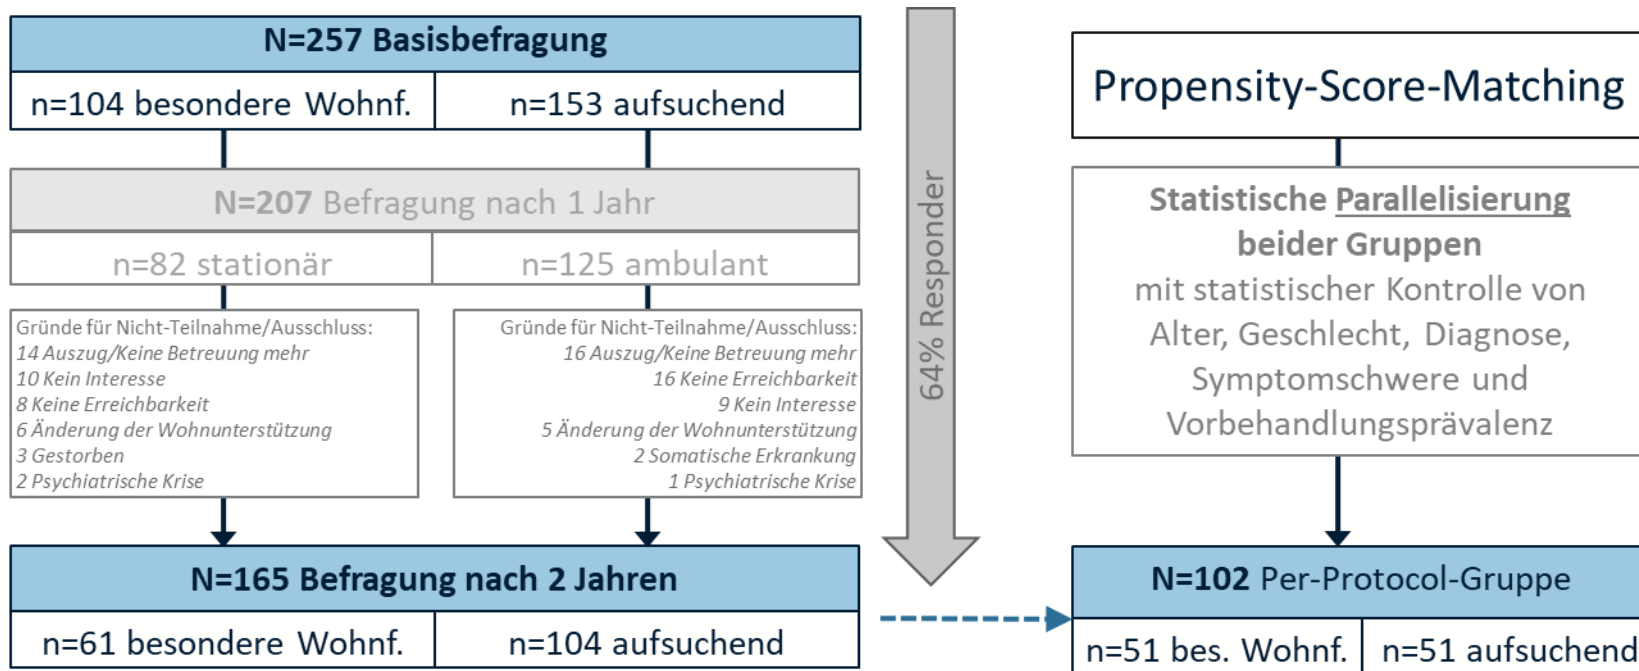 N=257 Basisbefragung
n=104 besondere Wohnf.
n=153 aufsuchend
N=207 Befragung nach 1 Jahr
n=82 stationär
n=125 ambulant
Gründe für Nicht-Teilnahme/Ausschluss:
14 Auszug/Keine Betreuung mehr
10 Kein Interesse
8 Keine Erreichbarkeit
6 Änderung der Wohnunterstützung
3 Gestorben
2 Psychiatrische Krise
Gründe für Nicht-Teilnahme/Ausschluss:
16 Auszug/Keine Betreuung mehr
16 Keine Erreichbarkeit
9 Kein Interesse
5 Änderung der Wohnunterstützung
2 Somatische Erkrankung
1 Psychiatrische Krise
N=165 Befragung nach 2 Jahren
n=61 besondere Wohnf.
n=104 aufsuchend
64% Responder
Propensity-Score-Matching
Statistische Parallelisierung
beider Gruppen
mit statistischer Kontrolle von
Alter, Geschlecht, Diagnose,
Symptomschwere und
Vorbehandlungsprävalenz
N=102 Per-Protocol-Gruppe
n=51 bes. Wohnf.
n=51 aufsuchend